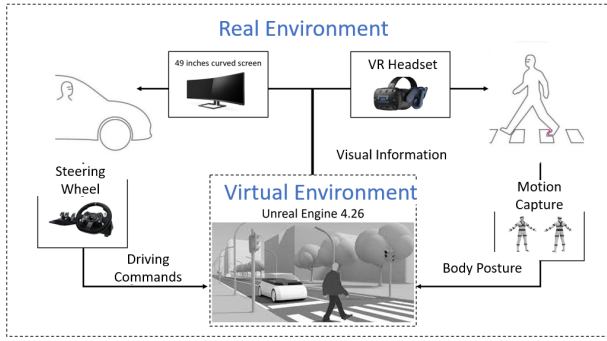 Real Environment
49 inches curved screen
VR Headset
Visual Information
Steering
Wheel
Virtual Environment
Unreal Engine 4.26
Motion
Capture
Driving
Commands
Body Posture